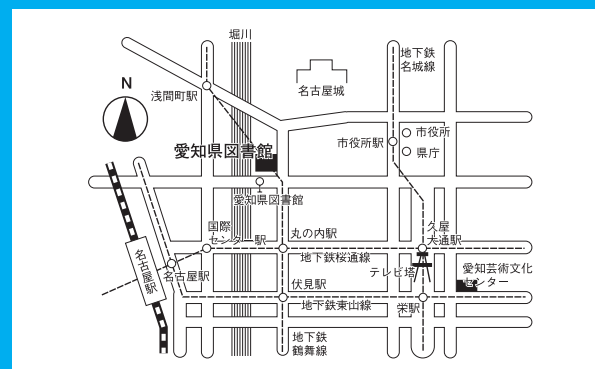 堀川
地下鉄
名城線
N
名古屋城
浅間町駅
市役所
市役所駅
県庁
愛知県図書館
愛知県図書館
国際
センター駅
丸の内駅
久屋
大通駅
地下鉄桜通線
名古屋駅
名古屋駅
テレビ塔
愛知芸術文化
センター
伏見駅
地下鉄東山線
栄駅
地下鉄
鶴舞線